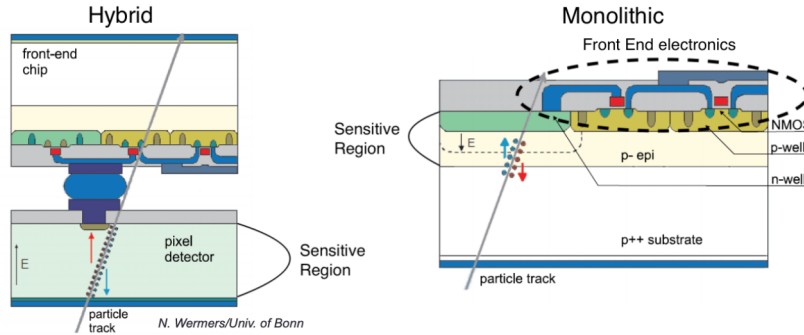 Hybrid
front-end
chip
pixel
detector
E
particle
track
Sensitive
Region
N. Wermers/Univ. of Bonn
Monolithic
Front End electronics
Sensitive
Region
E
p- epi
NMOS
p-well
n-well
p++ substrate
particle track